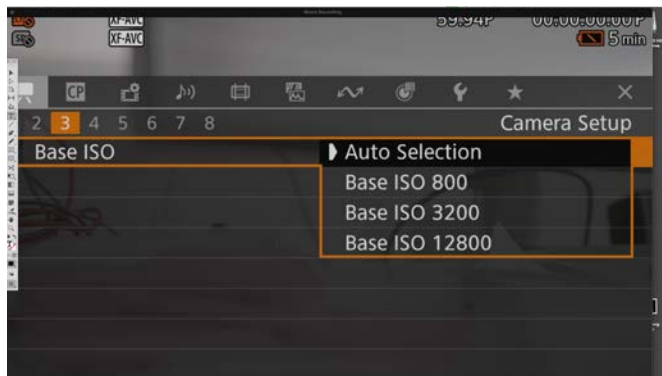 XF-AVC
59.94P 00:00:00:00 F
XF-AVC
5 min
CP
2 3 4 5 6 7 8
Camera Setup
Base ISO
Auto Selection
Base ISO 800
Base ISO 3200
Base ISO 12800